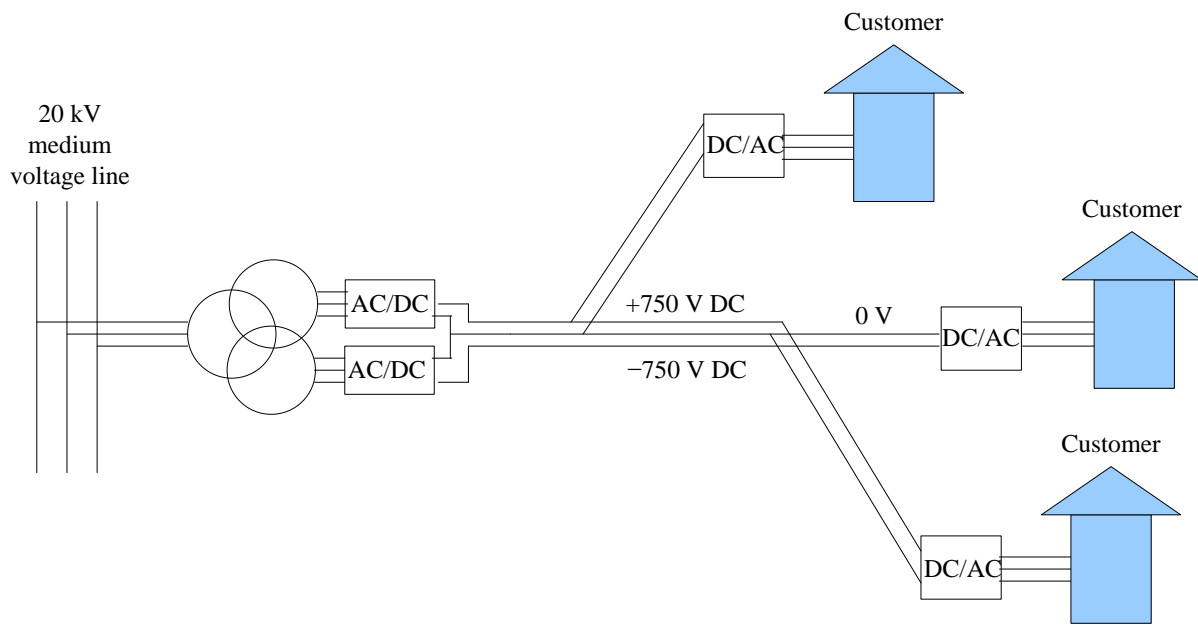 Customer
20 kV
medium
voltage line
DC/AC
Customer
AC/DC
+750 V DC
0 V
DC/AC
AC/DC
−750 V DC
Customer
DC/AC